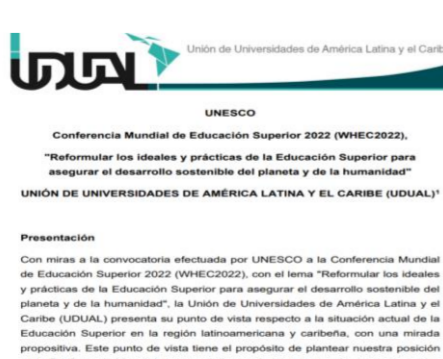 UDUAL
Unión de Universidades de América Latina y el Carib
UNESCO
Conferencia Mundial de Educación Superior 2022 (WHEC2022),
"Reformular los ideales y prácticas de la Educación Superior para
asegurar el desarrollo sostenible del planeta y de la humanidad"
UNIÓN DE UNIVERSIDADES DE AMÉRICA LATINA Y EL CARIBE (UDUAL)¹
Presentación
Con miras a la convocatoria efectuada por UNESCO a la Conferencia Mundial
de Educación Superior 2022 (WHEC2022), con el lema "Reformular los ideales
y prácticas de la Educación Superior para asegurar el desarrollo sostenible del
planeta y de la humanidad", la Unión de Universidades de América Latina y el
Caribe (UDUAL) presenta su punto de vista respecto a la situación actual de la
Educación Superior en la región latinoamericana y caribeña, con una mirada
propositiva. Este punto de vista tiene el propósito de plantear nuestra posición